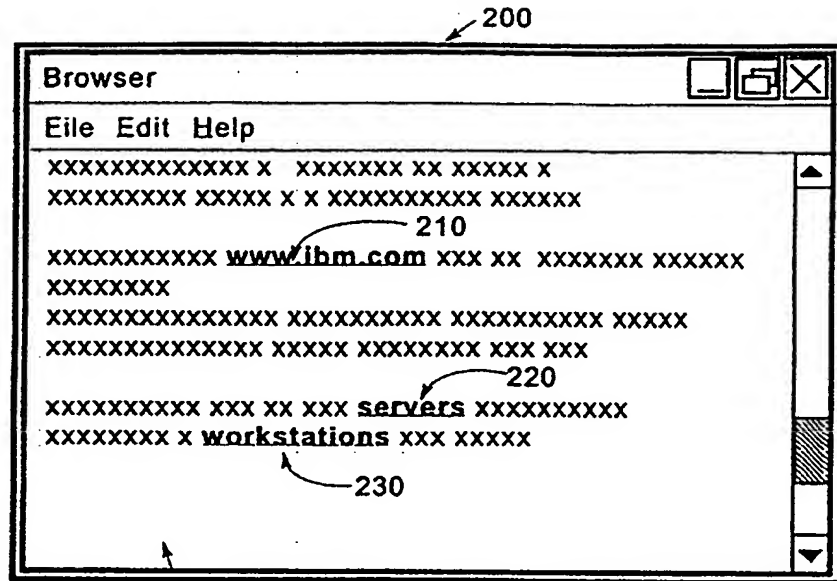 200
Browser
Eile Edit Help
xxxxxxxxxxxxx x xxxxxxx xx xxxxx x
xxxxxxxxx xxxxx x x xxxxxxxxxx xxxxxx
210
xxxxxxxxxxx www.ibm.com xxx xx xxxxxxx xxxxxx
xxxxxxxx
xxxxxxxxxxxxxxx xxxxxxxxxx xxxxxxxxxx xxxxx
xxxxxxxxxxxxxx xxxxx xxxxxxxx xxx xxx
220
xxxxxxxxxx xxx xx xxx servers xxxxxxxxxx
xxxxxxxx x workstations xxx xxxxx
230